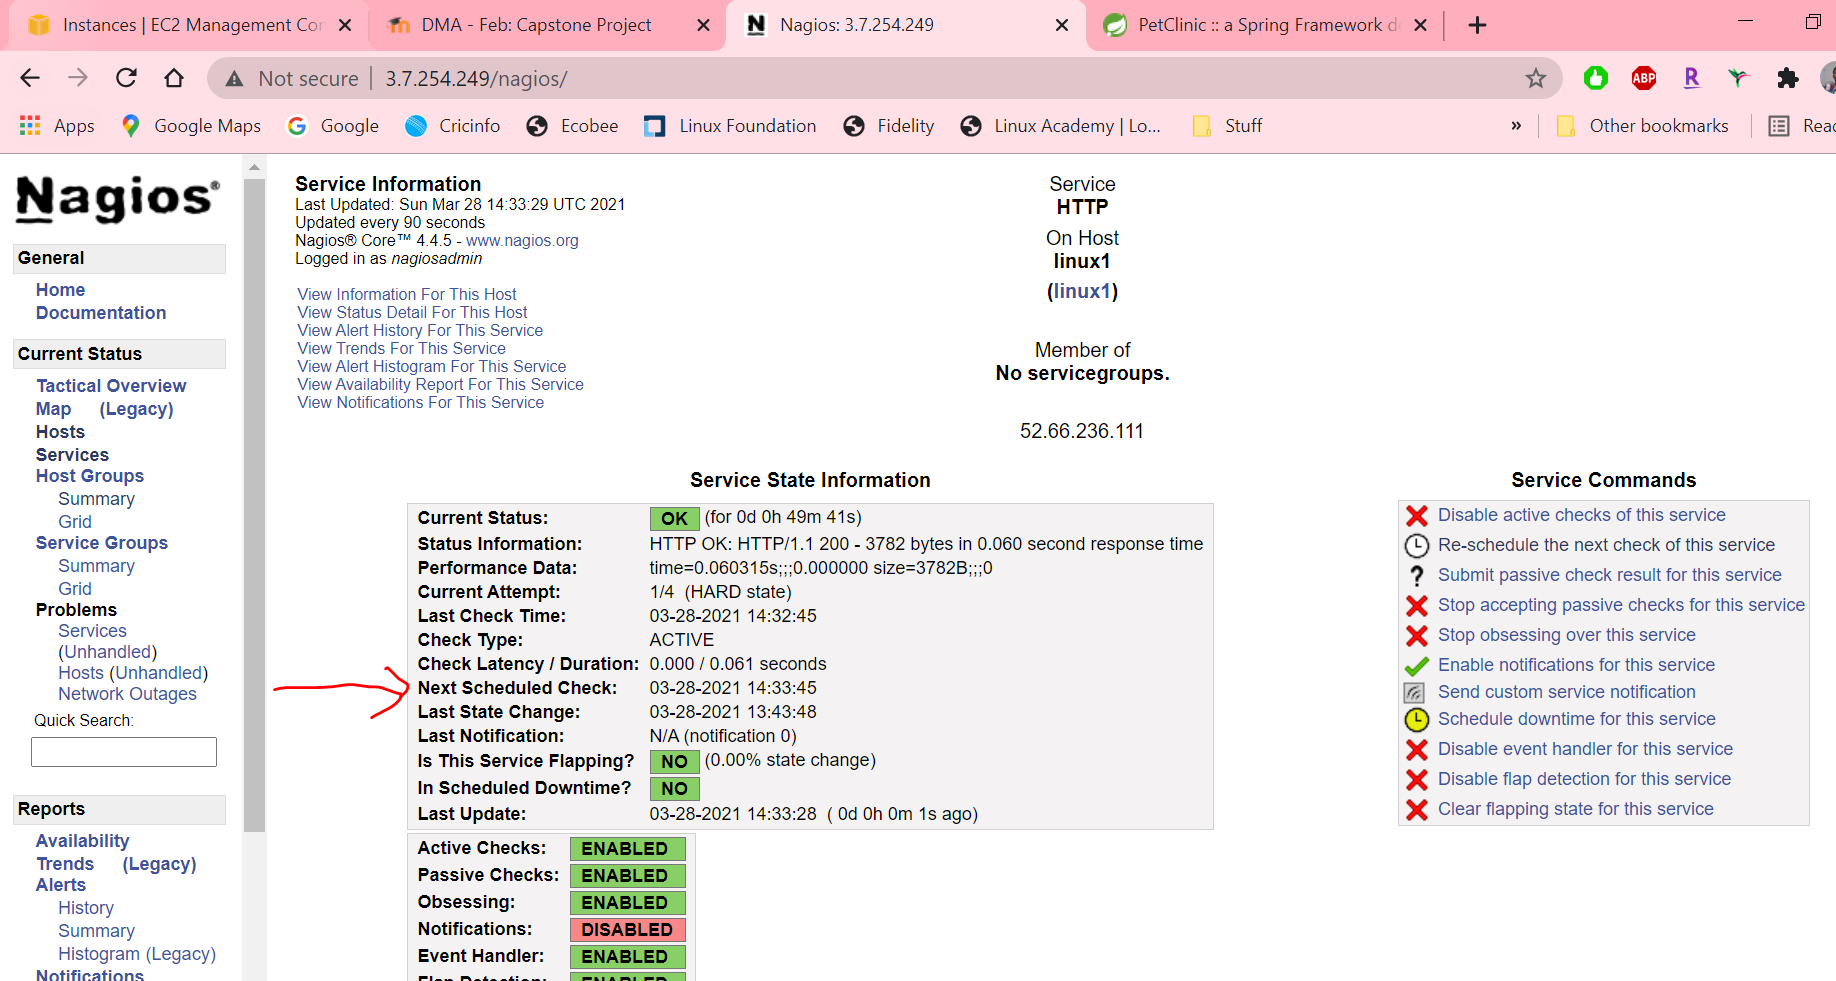 Instances | EC2 Management Con
DMA - Feb: Capstone Project
Nagios: 3.7.254.249
PetClinic :: a Spring Framework de
Not secure | 3.7.254.249/nagios/
ABP
R
Apps
Google Maps
Google
Cricinfo
Ecobee
Linux Foundation
Fidelity
Linux Academy | Lo...
Stuff
»
Other bookmarks
Read
Nagios®
General
Home
Documentation
Current Status
Tactical Overview
Map (Legacy)
Hosts
Services
Host Groups
Summary
Grid
Service Groups
Summary
Grid
Problems
Services
(Unhandled)
Hosts (Unhandled)
Network Outages
Quick Search:
Reports
Availability
Trends (Legacy)
Alerts
History
Summary
Histogram (Legacy)
Notifications
Service Information
Last Updated: Sun Mar 28 14:33:29 UTC 2021
Updated every 90 seconds
Nagios® Core™ 4.4.5 - www.nagios.org
Logged in as nagiosadmin
View Information For This Host
View Status Detail For This Host
View Alert History For This Service
View Trends For This Service
View Alert Histogram For This Service
View Availability Report For This Service
View Notifications For This Service
Service
HTTP
On Host
linux1
(linux1)
Member of
No servicegroups.
52.66.236.111
Service State Information
Current Status: OK (for 0d 0h 49m 41s)
Status Information: HTTP OK: HTTP/1.1 200 - 3782 bytes in 0.060 second response time
Performance Data: time=0.060315s;;;0.000000 size=3782B;;;0
Current Attempt: 1/4 (HARD state)
Last Check Time: 03-28-2021 14:32:45
Check Type: ACTIVE
Check Latency / Duration: 0.000 / 0.061 seconds
Next Scheduled Check: 03-28-2021 14:33:45
Last State Change: 03-28-2021 13:43:48
Last Notification: N/A (notification 0)
Is This Service Flapping? NO (0.00% state change)
In Scheduled Downtime? NO
Last Update: 03-28-2021 14:33:28 ( 0d 0h 0m 1s ago)
Active Checks: ENABLED
Passive Checks: ENABLED
Obsessing: ENABLED
Notifications: DISABLED
Event Handler: ENABLED
Flap Detection: ENABLED
Service Commands
Disable active checks of this service
Re-schedule the next check of this service
Submit passive check result for this service
Stop accepting passive checks for this service
Stop obsessing over this service
Enable notifications for this service
Send custom service notification
Schedule downtime for this service
Disable event handler for this service
Disable flap detection for this service
Clear flapping state for this service